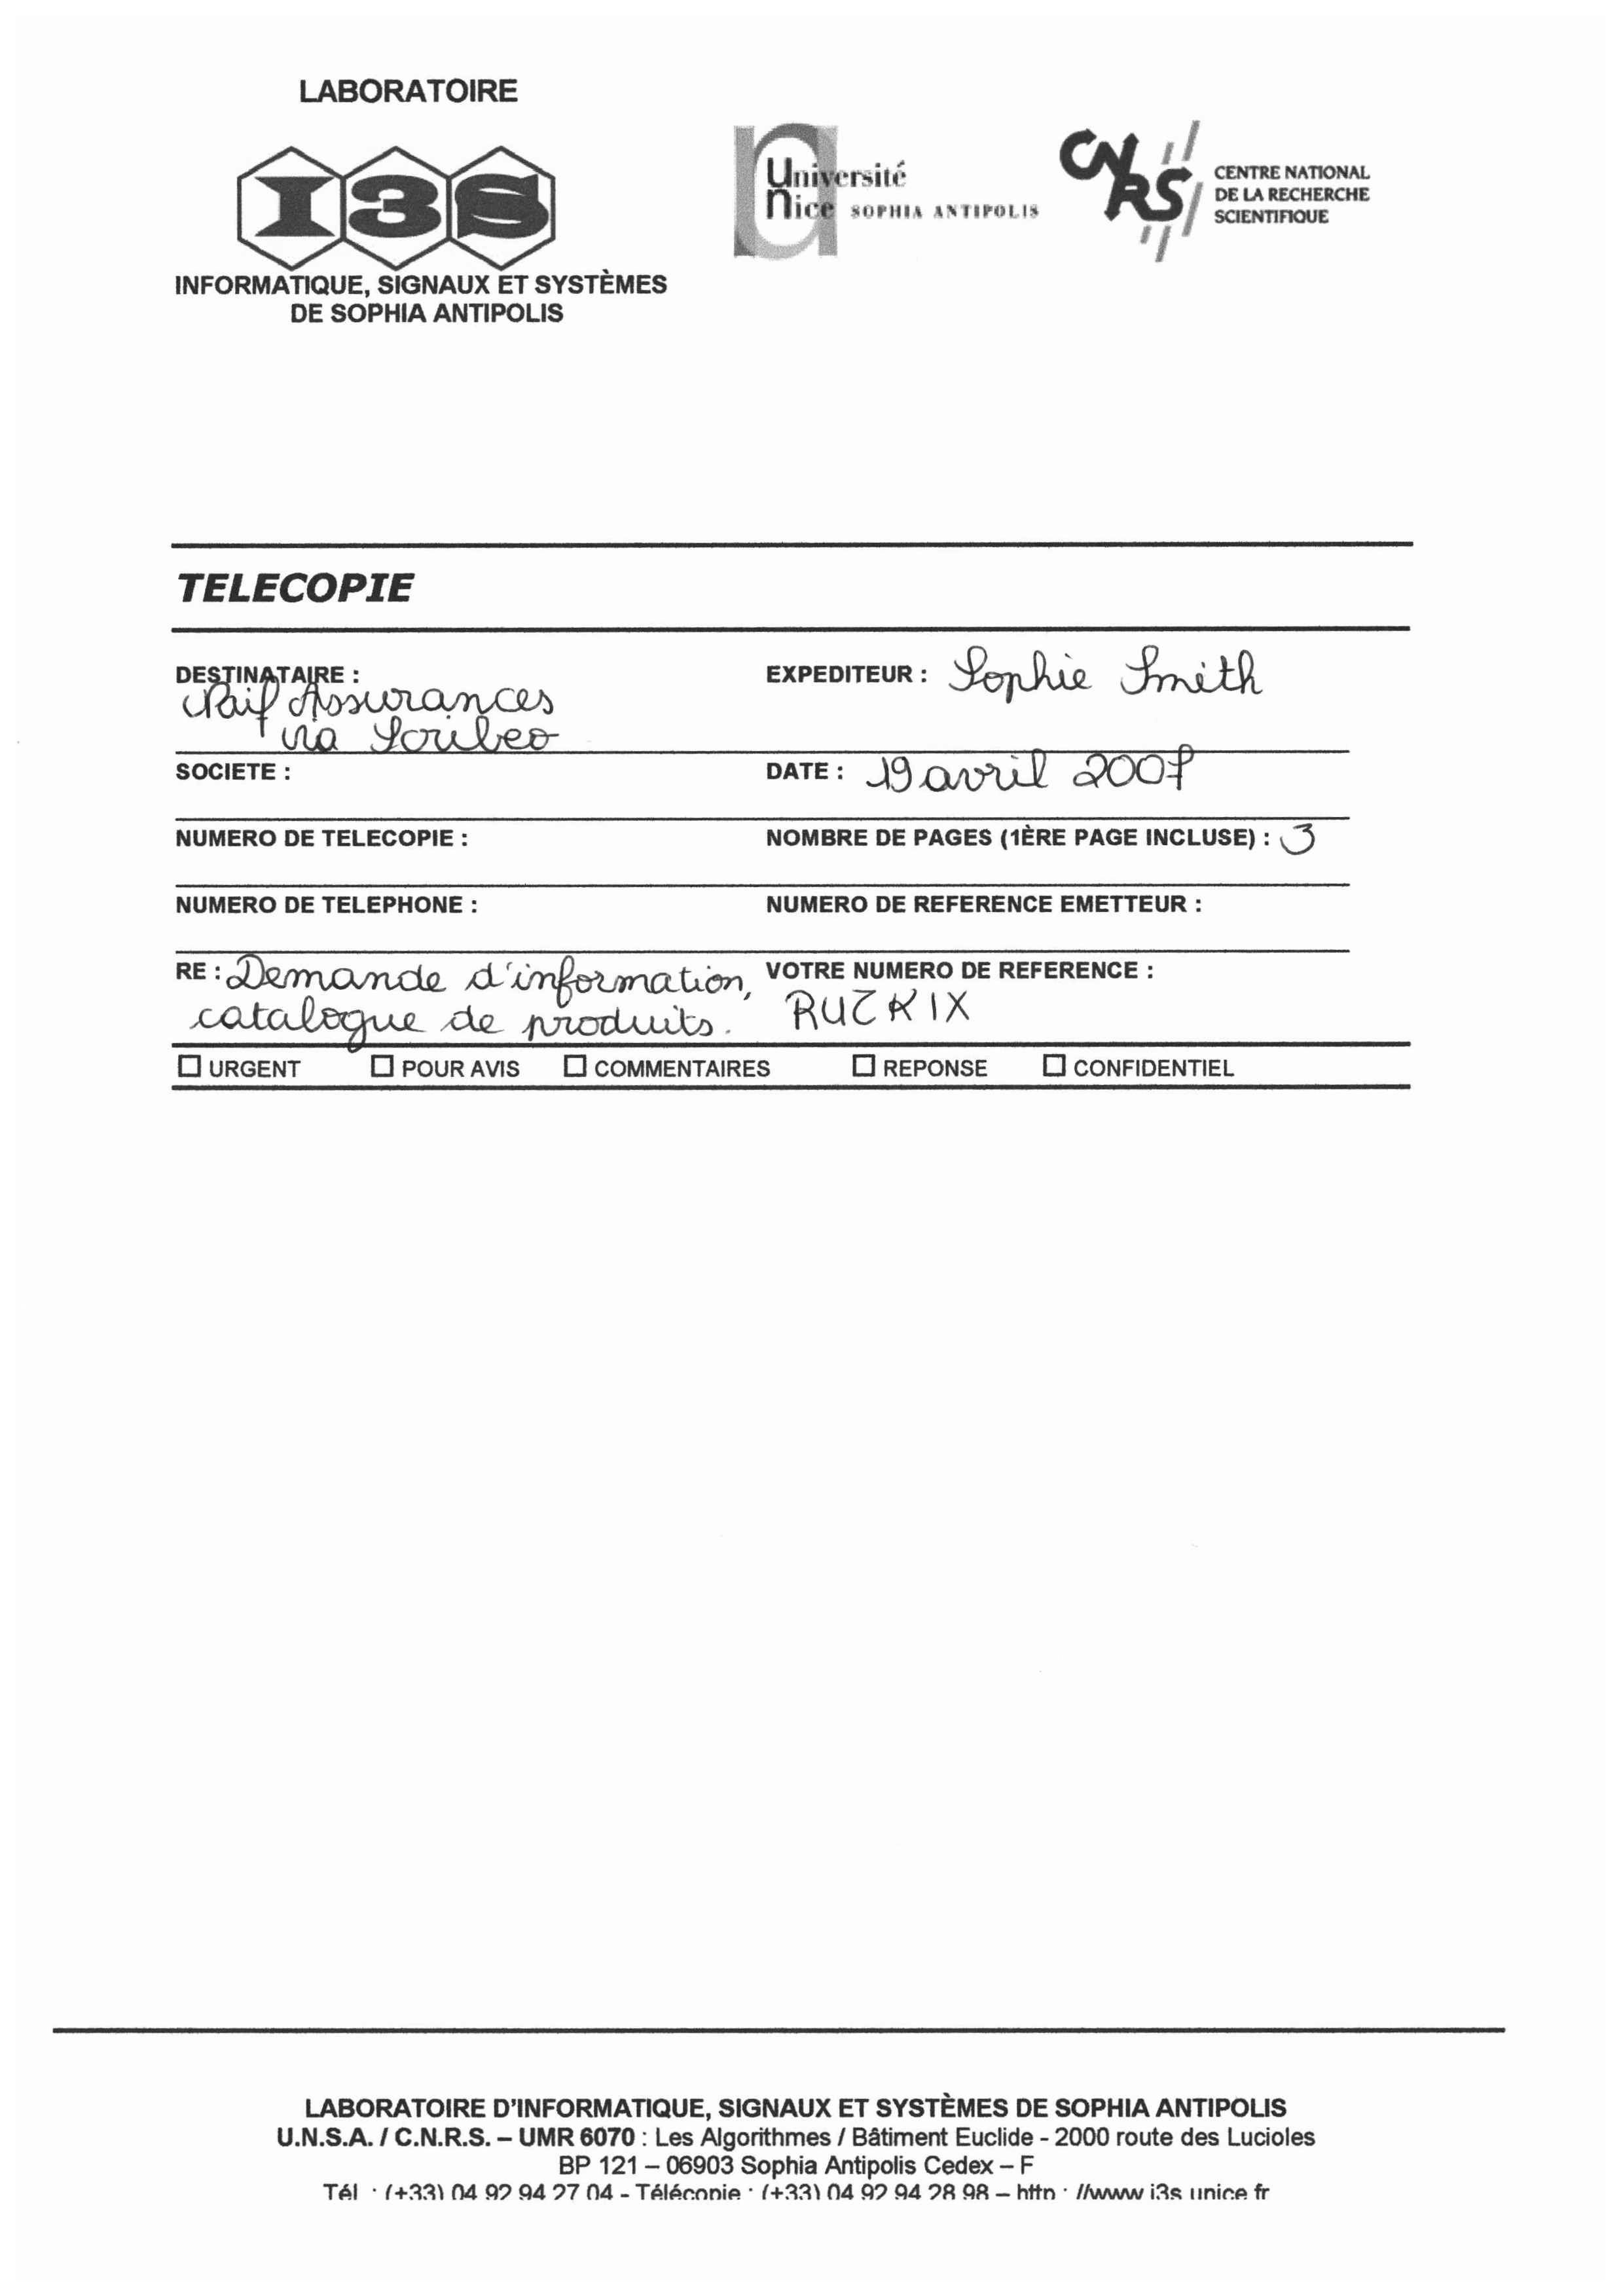 LABORATOIRE
I3S
INFORMATIQUE, SIGNAUX ET SYSTÈMES
DE SOPHIA ANTIPOLIS
Université
Nice SOPHIA ANTIPOLIS
CNRS
CENTRE NATIONAL
DE LA RECHERCHE
SCIENTIFIQUE
TELECOPIE
DESTINATAIRE :
Naif Assurances
via Scribeo
EXPEDITEUR : Sophie Smith
SOCIETE :
DATE : 19 avril 2007
NUMERO DE TELECOPIE :
NOMBRE DE PAGES (1ÈRE PAGE INCLUSE) : 3
NUMERO DE TELEPHONE :
NUMERO DE REFERENCE EMETTEUR :
RE : Demande d'information,
catalogue de produits.
VOTRE NUMERO DE REFERENCE :
RUCKIX
☐ URGENT ☐ POUR AVIS ☐ COMMENTAIRES ☐ REPONSE ☐ CONFIDENTIEL
LABORATOIRE D'INFORMATIQUE, SIGNAUX ET SYSTÈMES DE SOPHIA ANTIPOLIS
U.N.S.A. / C.N.R.S. – UMR 6070 : Les Algorithmes / Bâtiment Euclide - 2000 route des Lucioles
BP 121 – 06903 Sophia Antipolis Cedex – F
Tél : (+33) 04 92 94 27 04 - Télécopie : (+33) 04 92 94 28 98 – http : //www i3s unice fr